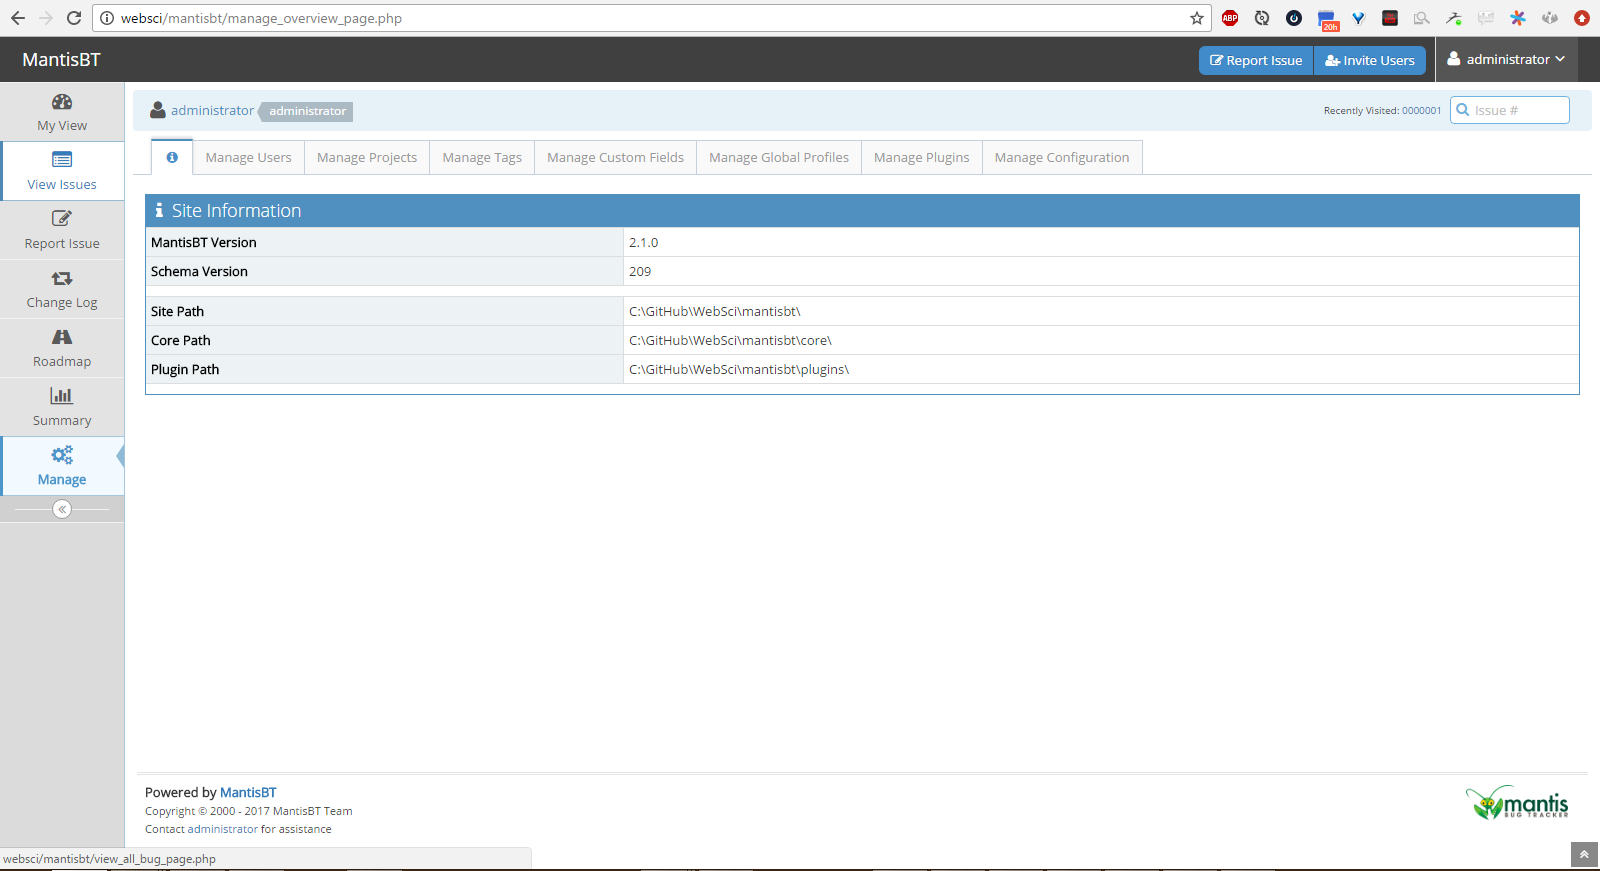 websci/mantisbt/manage_overview_page.php
ABP
20h
MantisBT
Report Issue
Invite Users
administrator
My View
View Issues
Report Issue
Change Log
Roadmap
Summary
Manage
administrator administrator
Recently Visited: 0000001
Issue #
Manage Users
Manage Projects
Manage Tags
Manage Custom Fields
Manage Global Profiles
Manage Plugins
Manage Configuration
Site Information
MantisBT Version 2.1.0
Schema Version 209
Site Path C:\GitHub\WebSci\mantisbt\
Core Path C:\GitHub\WebSci\mantisbt\core\
Plugin Path C:\GitHub\WebSci\mantisbt\plugins\
Powered by MantisBT
Copyright © 2000 - 2017 MantisBT Team
Contact administrator for assistance
mantis
BUG TRACKER
websci/mantisbt/view_all_bug_page.php